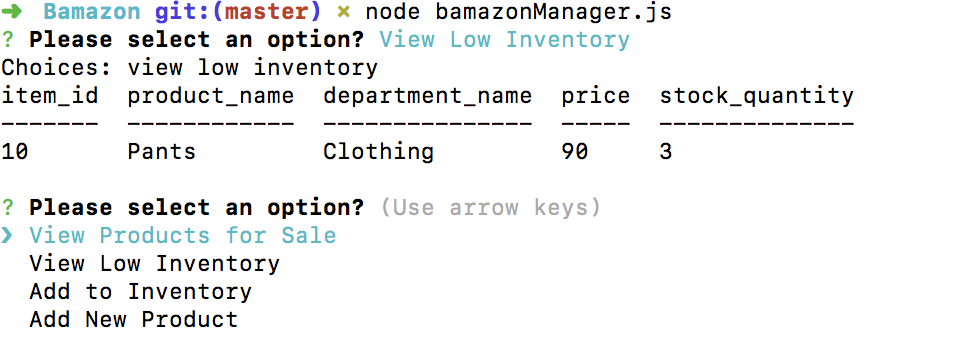 ➜ Bamazon git:(master) × node bamazonManager.js
? Please select an option? View Low Inventory
Choices: view low inventory
item_id  product_name  department_name  price  stock_quantity
-------  ------------  ---------------  -----  --------------
10       Pants         Clothing         90     3
? Please select an option? (Use arrow keys)
❯ View Products for Sale
  View Low Inventory
  Add to Inventory
  Add New Product